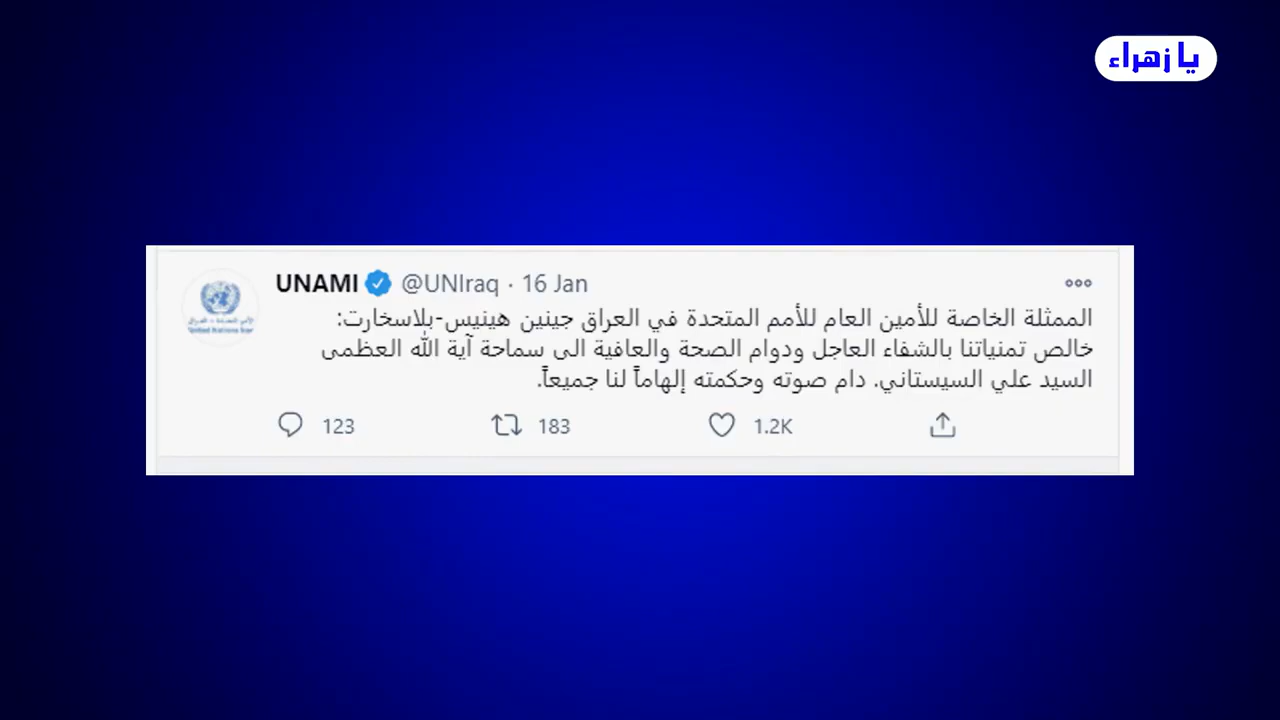 يا زهراء
UNAMI @UNIraq · 16 Jan
الممثلة الخاصة للأمين العام للأمم المتحدة في العراق جينين هينيس-بلاسخارت:
خالص تمنياتنا بالشفاء العاجل ودوام الصحة والعافية الى سماحة آية الله العظمى
السيد علي السيستاني. دام صوته وحكمته إلهاماً لنا جميعاً.
123 183 1.2K